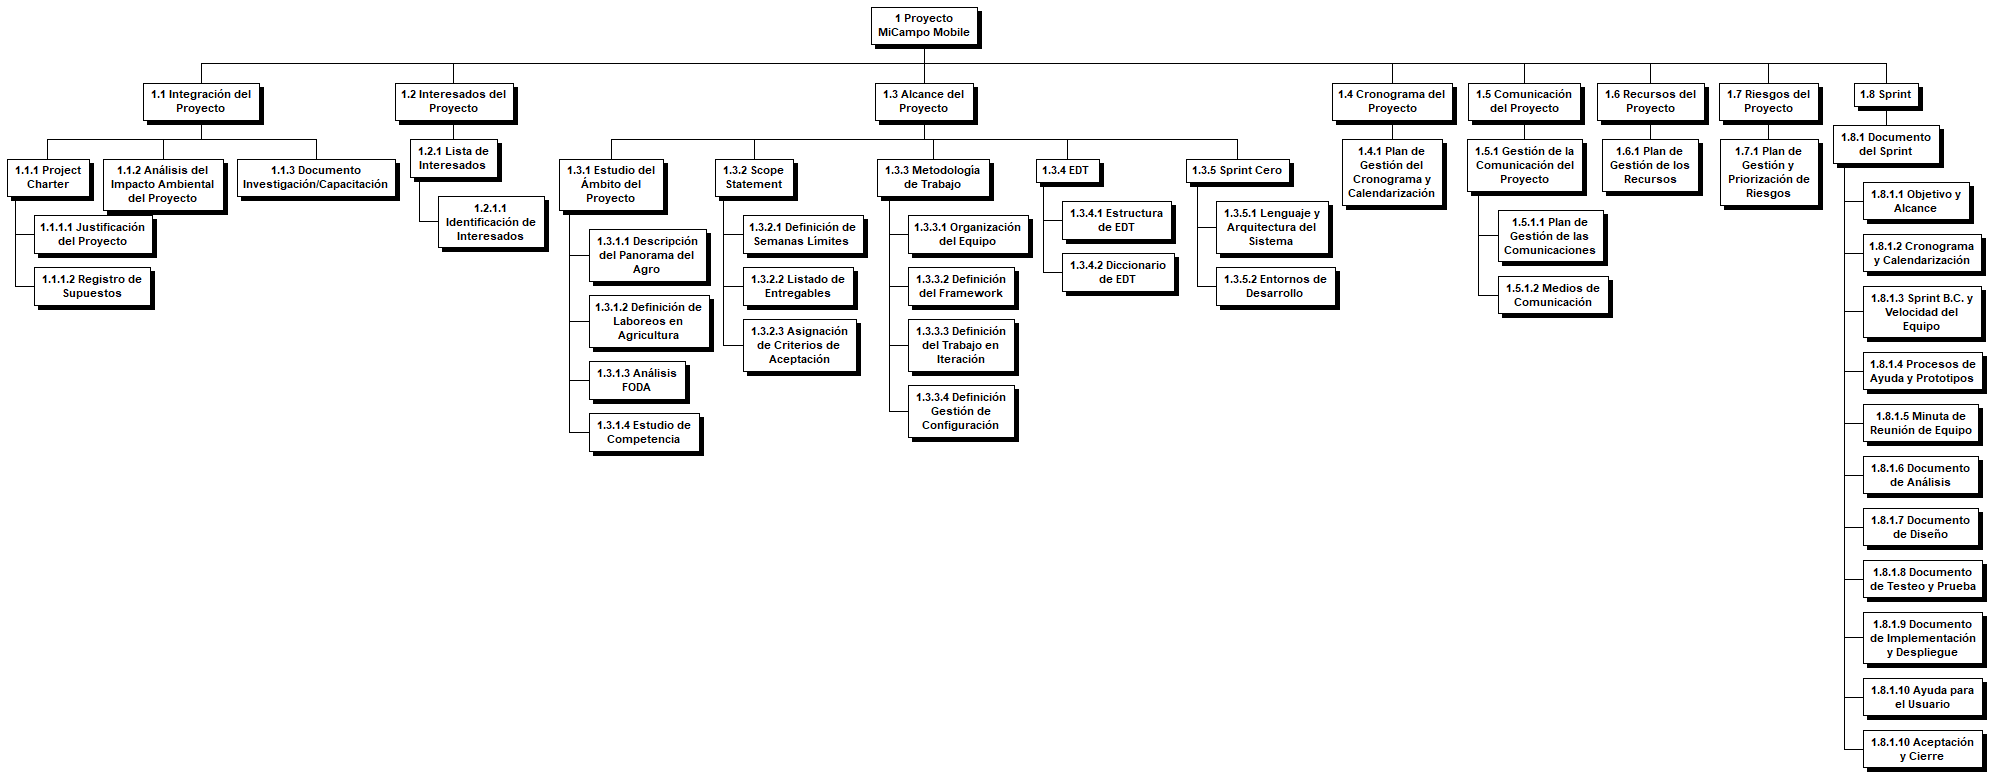 1 Proyecto
MiCampo Mobile
1.1 Integración del
Proyecto
1.2 Interesados del
Proyecto
1.3 Alcance del
Proyecto
1.4 Cronograma del
Proyecto
1.5 Comunicación
del Proyecto
1.6 Recursos del
Proyecto
1.7 Riesgos del
Proyecto
1.8 Sprint
1.1.1 Project
Charter
1.1.1.1 Justificación
del Proyecto
1.1.1.2 Registro de
Supuestos
1.1.2 Análisis del
Impacto Ambiental
del Proyecto
1.1.3 Documento
Investigación/Capacitación
1.2.1 Lista de
Interesados
1.2.1.1
Identificación de
Interesados
1.3.1 Estudio del
Ámbito del
Proyecto
1.3.1.1 Descripción
del Panorama del
Agro
1.3.1.2 Definición de
Laboreos en
Agricultura
1.3.1.3 Análisis
FODA
1.3.1.4 Estudio de
Competencia
1.3.2 Scope
Statement
1.3.2.1 Definición de
Semanas Límites
1.3.2.2 Listado de
Entregables
1.3.2.3 Asignación
de Criterios de
Aceptación
1.3.3 Metodología
de Trabajo
1.3.3.1 Organización
del Equipo
1.3.3.2 Definición
del Framework
1.3.3.3 Definición
del Trabajo en
Iteración
1.3.3.4 Definición
Gestión de
Configuración
1.3.4 EDT
1.3.4.1 Estructura
de EDT
1.3.4.2 Diccionario
de EDT
1.3.5 Sprint Cero
1.3.5.1 Lenguaje y
Arquitectura del
Sistema
1.3.5.2 Entornos de
Desarrollo
1.4.1 Plan de
Gestión del
Cronograma y
Calendarización
1.5.1 Gestión de la
Comunicación del
Proyecto
1.5.1.1 Plan de
Gestión de las
Comunicaciones
1.5.1.2 Medios de
Comunicación
1.6.1 Plan de
Gestión de los
Recursos
1.7.1 Plan de
Gestión y
Priorización de
Riesgos
1.8.1 Documento
del Sprint
1.8.1.1 Objetivo y
Alcance
1.8.1.2 Cronograma
y Calendarización
1.8.1.3 Sprint B.C. y
Velocidad del
Equipo
1.8.1.4 Procesos de
Ayuda y Prototipos
1.8.1.5 Minuta de
Reunión de Equipo
1.8.1.6 Documento
de Análisis
1.8.1.7 Documento
de Diseño
1.8.1.8 Documento
de Testeo y Prueba
1.8.1.9 Documento
de Implementación
y Despliegue
1.8.1.10 Ayuda para
el Usuario
1.8.1.10 Aceptación
y Cierre